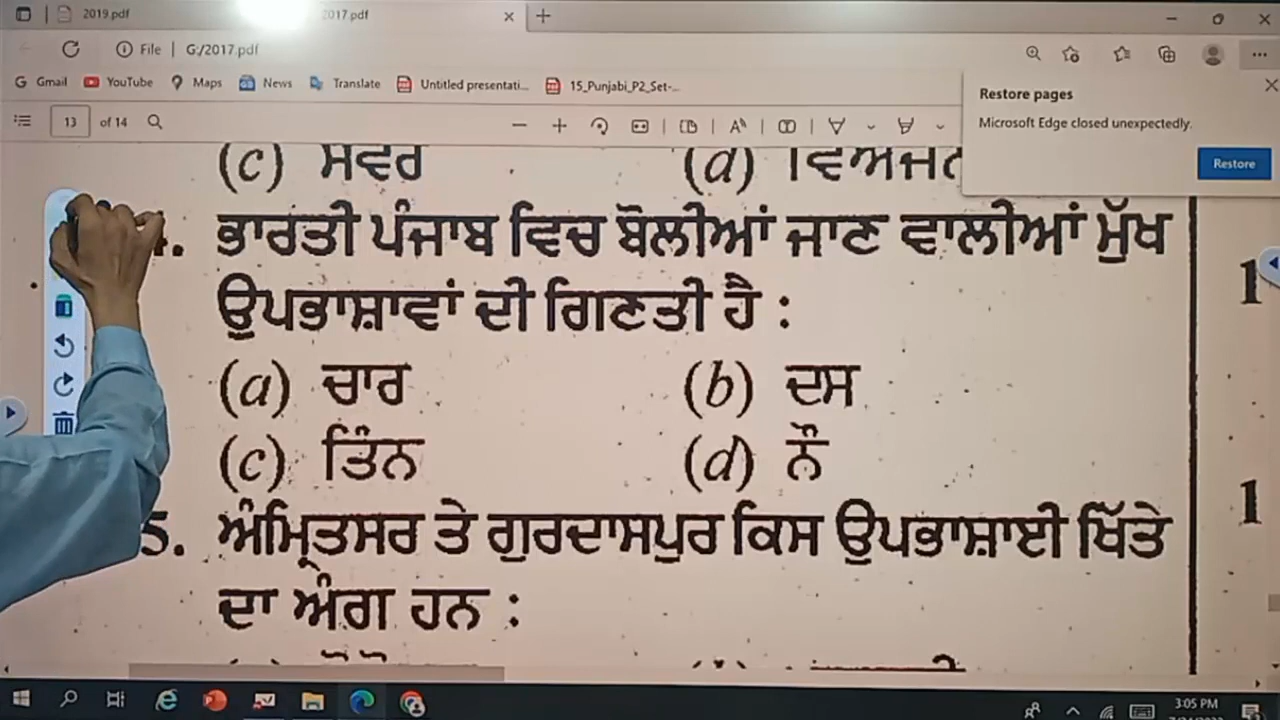 2019.pdf
2017.pdf
File G:/2017.pdf
Gmail YouTube Maps News Translate Untitled presentati... 15_Punjabi_P2_Set-...
13 of 14
Restore pages
Microsoft Edge closed unexpectedly.
Restore
(c) ਸਵਰ (d)
4. ਭਾਰਤੀ ਪੰਜਾਬ ਵਿਚ ਬੋਲੀਆਂ ਜਾਣ ਵਾਲੀਆਂ ਮੁੱਖ
ਉਪਭਾਸ਼ਾਵਾਂ ਦੀ ਗਿਣਤੀ ਹੈ :
1
(a) ਚਾਰ (b) ਦਸ
(c) ਤਿੰਨ (d) ਨੌ
5. ਅੰਮ੍ਰਿਤਸਰ ਤੇ ਗੁਰਦਾਸਪੁਰ ਕਿਸ ਉਪਭਾਸ਼ਾਈ ਖਿੱਤੇ
1
ਦਾ ਅੰਗ ਹਨ :
3:05 PM